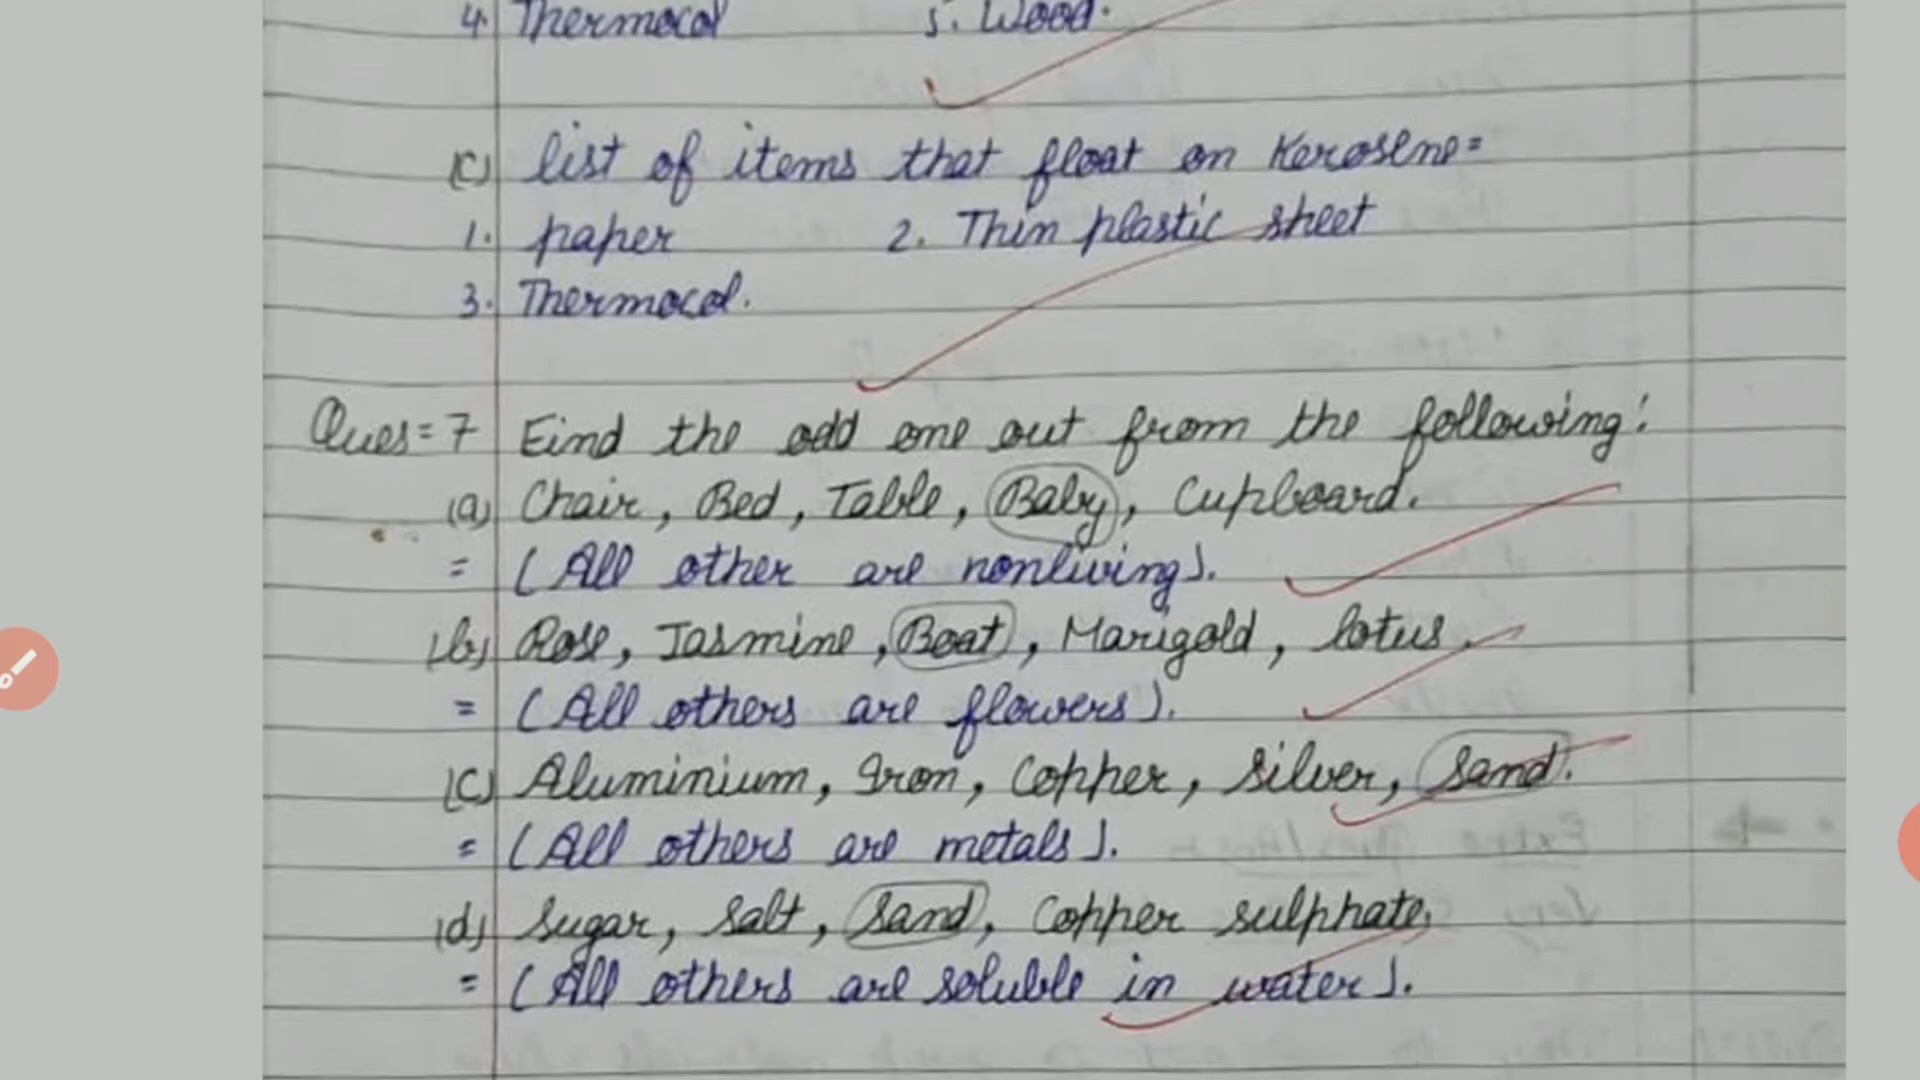 4. Thermocol 5. Wood.
(c) list of items that float on Kerosene=
1. paper 2. Thin plastic sheet
3. Thermocol.
Ques=7 Find the odd one out from the following:
(a) Chair, Bed, Table, Baby, Cupboard.
= (All other are nonliving).
(b) Rose, Jasmine, Boat, Marigold, lotus.
= (All others are flowers).
(c) Aluminium, Iron, Copper, Silver, Sand.
= (All others are metals).
(d) Sugar, Salt, Sand, Copper sulphate,
= (All others are soluble in water).